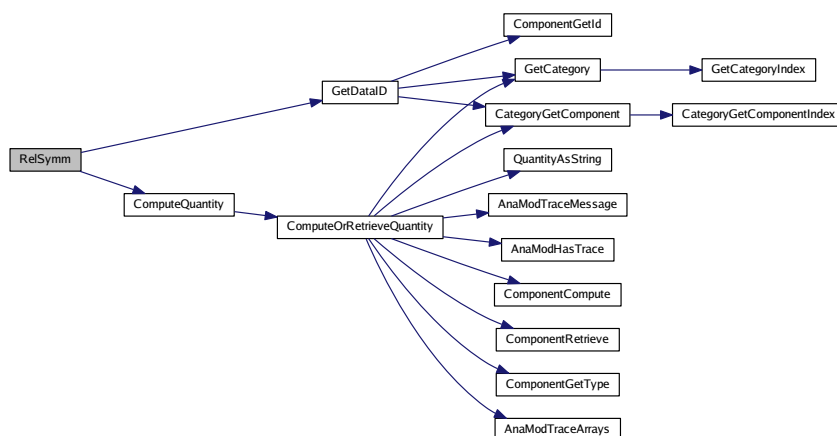 ComponentGetId
GetCategory
GetCategoryIndex
GetDataID
CategoryGetComponent
CategoryGetComponentIndex
RelSymm
QuantityAsString
ComputeQuantity
AnaModTraceMessage
ComputeOrRetrieveQuantity
AnaModHasTrace
ComponentCompute
ComponentRetrieve
ComponentGetType
AnaModTraceArrays